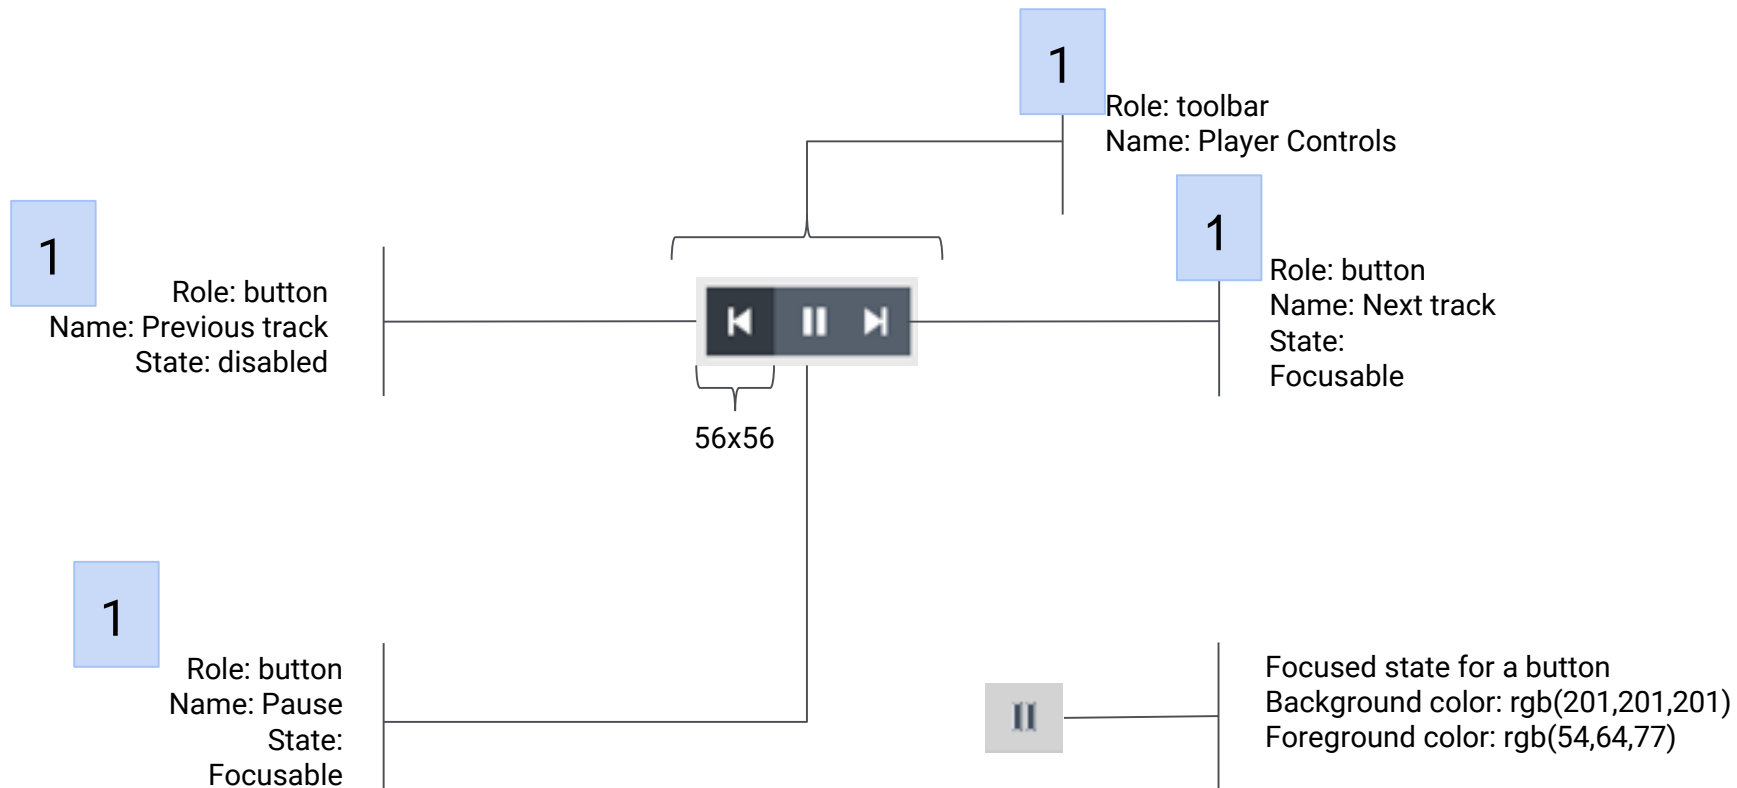 1
Role: toolbar
Name: Player Controls
1
Role: button
Name: Previous track
State: disabled
1
Role: button
Name: Next track
State:
Focusable
56x56
1
Role: button
Name: Pause
State:
Focusable
Focused state for a button
Background color: rgb(201,201,201)
Foreground color: rgb(54,64,77)